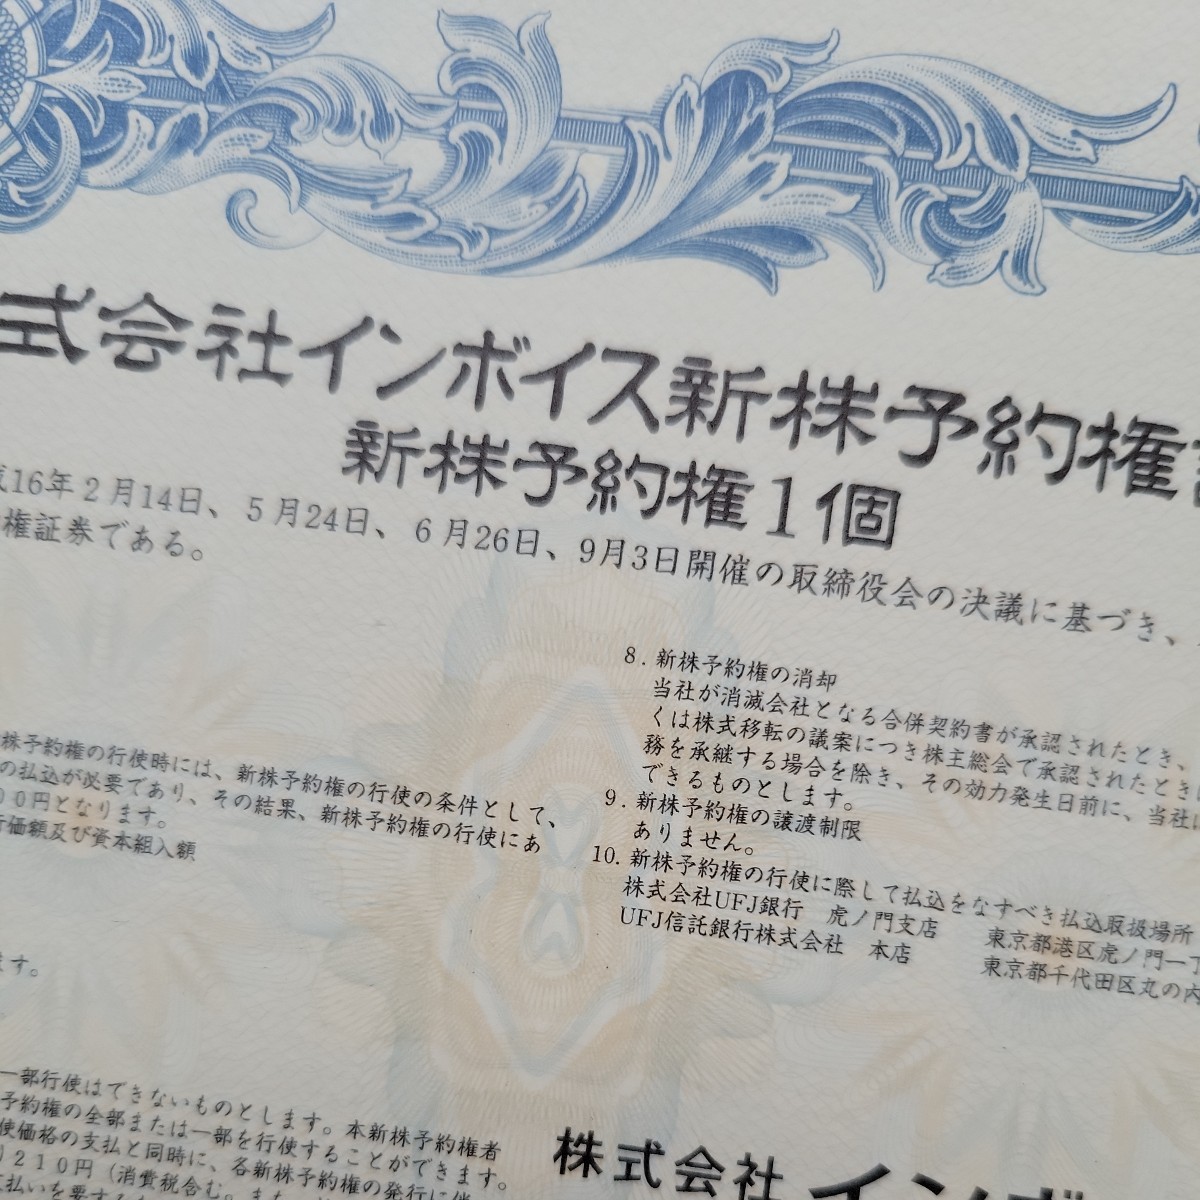 式会社インボイス新株予約権
新株予約権1個
16年2月14日、5月24日、6月26日、9月3日開催の取締役会の決議に基づき、
権証券である。
株予約権の行使時には、新株予約権の行使の条件として、
の払込が必要であり、その結果、新株予約権の行使にあ
00円となります。
価額及び資本組入額
ます。
一部行使はできないものとします。本新株予約権者
予約権の全部または一部を行使することができます。
使価格の支払と同時に、各新株予約権の発行に
210円(消費税含む。また、
8. 新株予約権の消却
当社が消滅会社となる合併契約書が承認されたとき、
くは株式移転の議案につき株主総会で承認されたときに
務を承継する場合を除き、その効力発生日前に、当社に
できるものとします。
9. 新株予約権の譲渡制限
ありません。
10. 新株予約権の行使に際して払込をなすべき払込取扱場所
株式会社UFJ銀行 虎ノ門支店 東京都港区虎ノ門一丁
UFJ信託銀行株式会社 本店 東京都千代田区丸の内
株式会社 イン